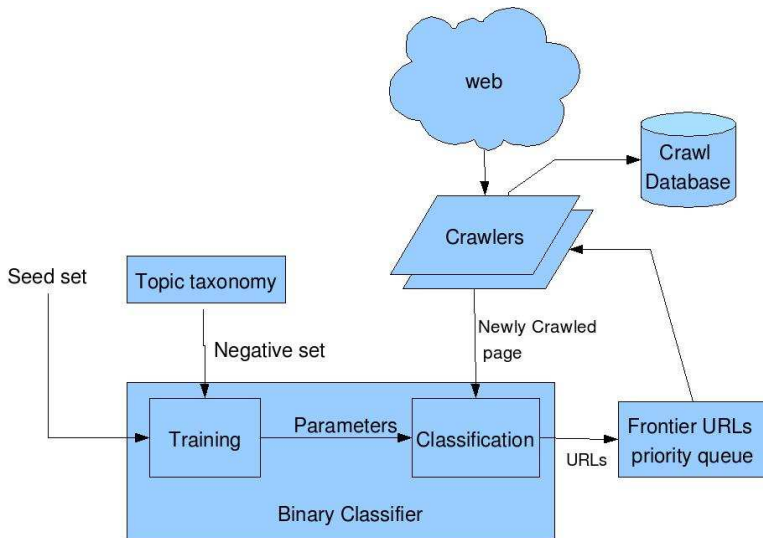 web
Crawl
Database
Crawlers
Seed set
Topic taxonomy
Newly Crawled
page
Negative set
Training
Parameters
Classification
URLs
Frontier URLs
priority queue
Binary Classifier